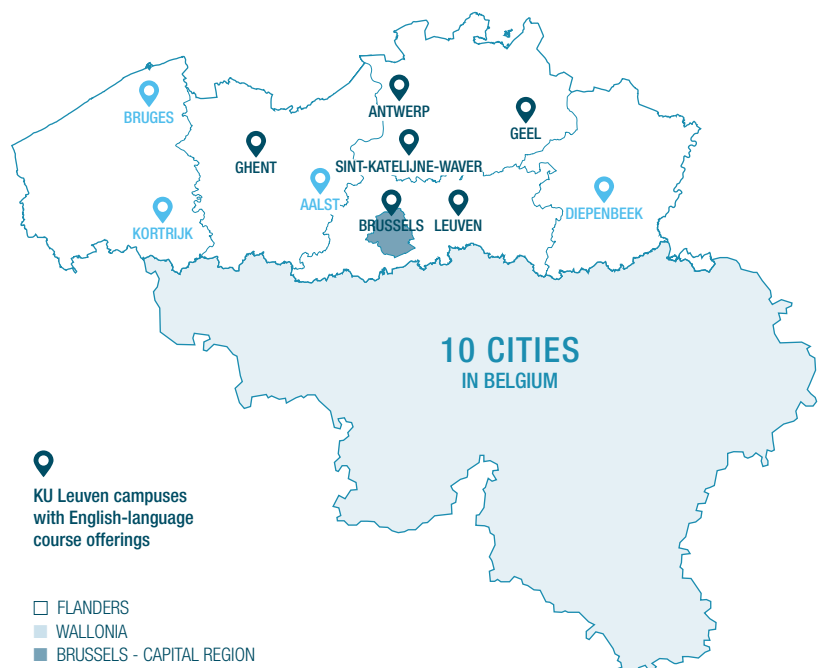 BRUGES
ANTWERP
GEEL
GHENT
SINT-KATELIJNE-WAVER
AALST
DIEPENBEEK
KORTRIJK
BRUSSELS
LEUVEN
10 CITIES
IN BELGIUM
KU Leuven campuses
with English-language
course offerings
FLANDERS
WALLONIA
BRUSSELS - CAPITAL REGION